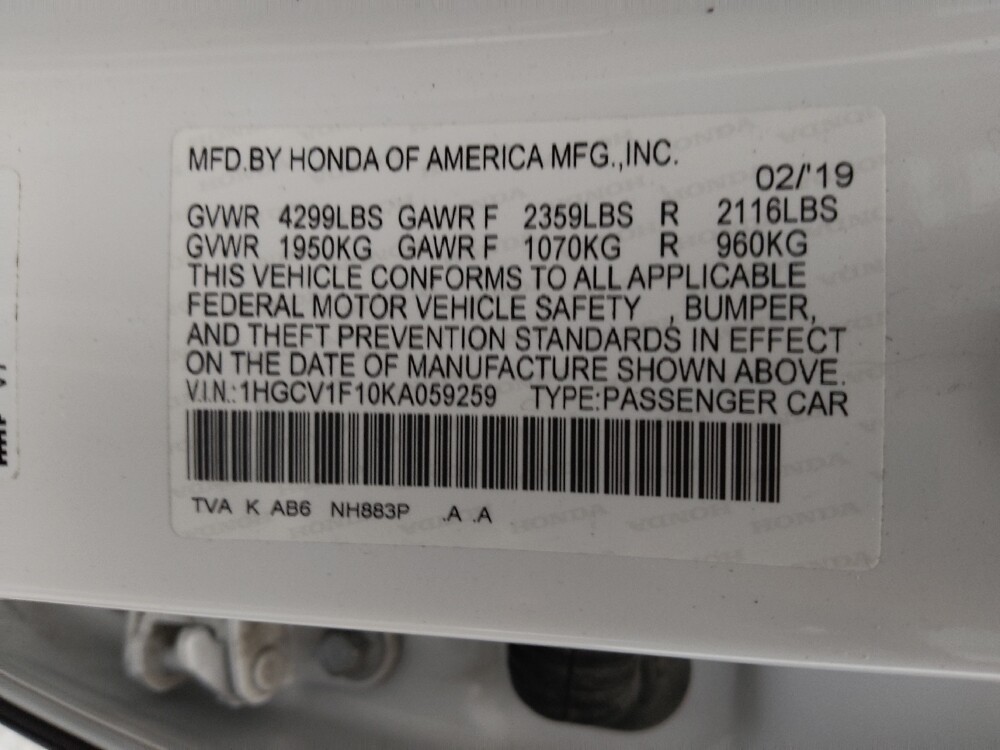 MFD.BY HONDA OF AMERICA MFG.,INC.
02/'19
GVWR 4299LBS GAWR F 2359LBS R 2116LBS
GVWR 1950KG GAWR F 1070KG R 960KG
THIS VEHICLE CONFORMS TO ALL APPLICABLE
FEDERAL MOTOR VEHICLE SAFETY , BUMPER,
AND THEFT PREVENTION STANDARDS IN EFFECT
ON THE DATE OF MANUFACTURE SHOWN ABOVE.
V.I.N.:1HGCV1F10KA059259 TYPE:PASSENGER CAR
TVA K AB6 NH883P .A .A